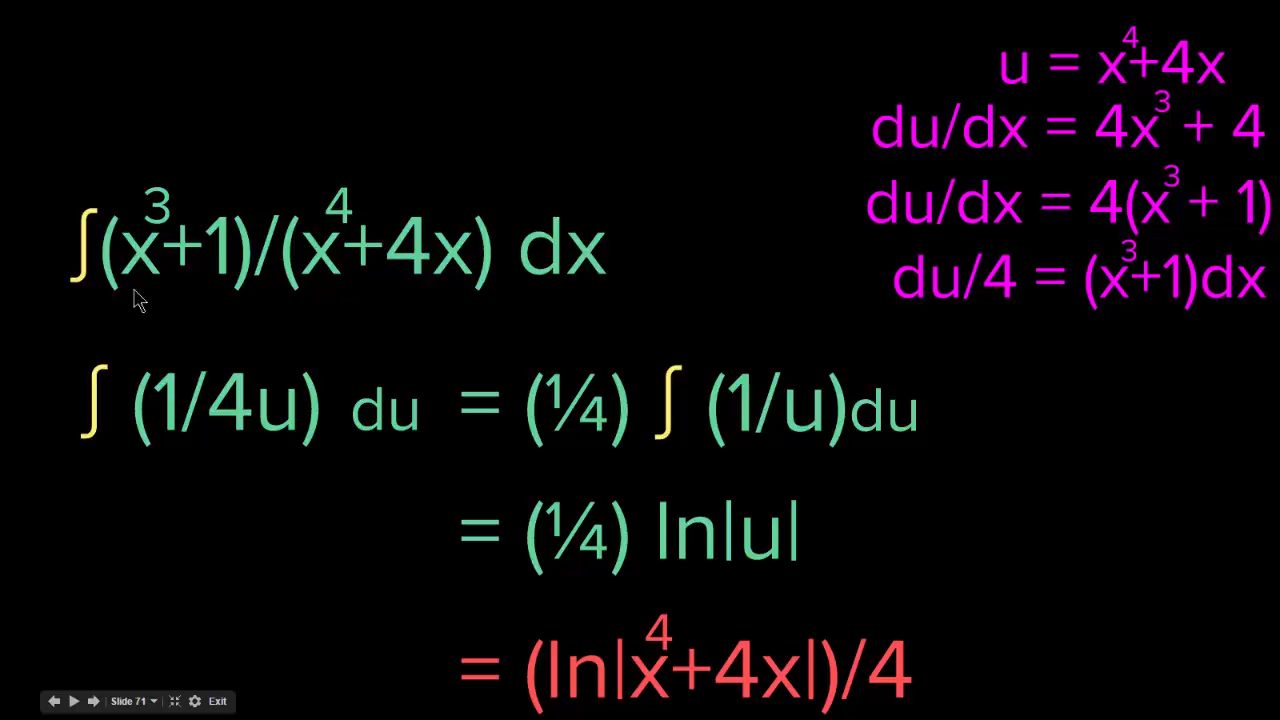 u = x⁴+4x
du/dx = 4x³ + 4
du/dx = 4(x³ + 1)
du/4 = (x³+1)dx
∫(x³+1)/(x⁴+4x) dx
∫ (1/4u) du = (¼) ∫ (1/u)du
= (¼) ln|u|
= (ln|x⁴+4x|)/4
Slide 71
Exit